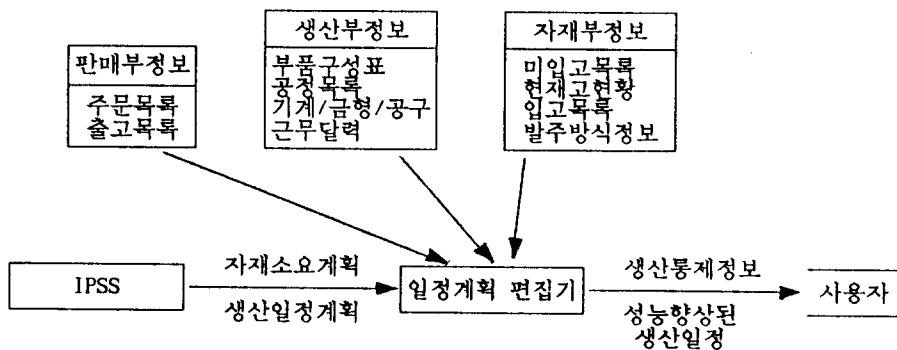 판매부정보
주문목록
출고목록
생산부정보
부품구성표
공정목록
기계/금형/공구
근무달력
자재부정보
미입고목록
현재고현황
입고목록
발주방식정보
IPSS
자재소요계획
생산일정계획
일정계획 편집기
생산통제정보
성능향상된
생산일정
사용자